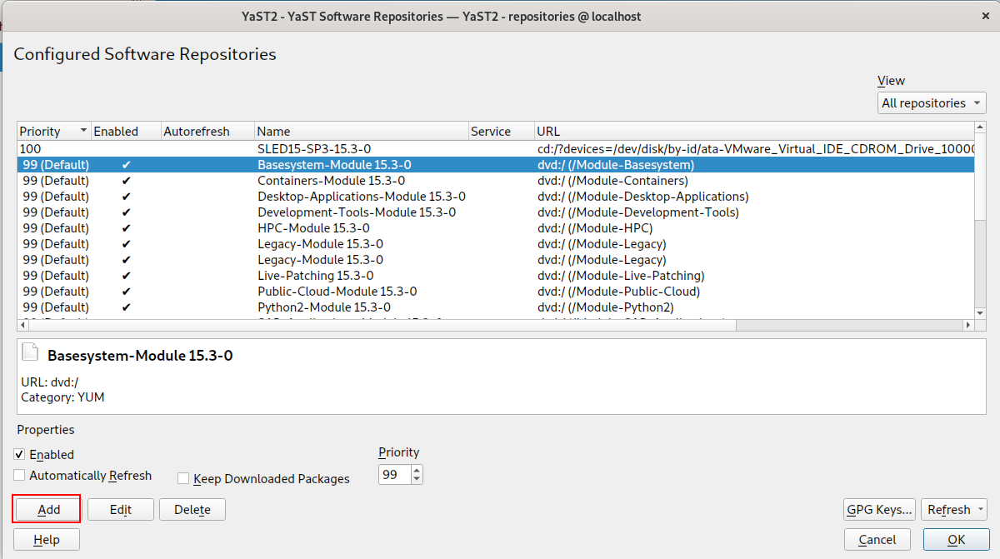 YaST2 - YaST Software Repositories — YaST2 - repositories @ localhost
Configured Software Repositories
View
All repositories
Priority Enabled Autorefresh Name Service URL
100 SLED15-SP3-15.3-0 cd:/?devices=/dev/disk/by-id/ata-VMware_Virtual_IDE_CDROM_Drive_10000
99 (Default) ✔ Basesystem-Module 15.3-0 dvd:/ (/Module-Basesystem)
99 (Default) ✔ Containers-Module 15.3-0 dvd:/ (/Module-Containers)
99 (Default) ✔ Desktop-Applications-Module 15.3-0 dvd:/ (/Module-Desktop-Applications)
99 (Default) ✔ Development-Tools-Module 15.3-0 dvd:/ (/Module-Development-Tools)
99 (Default) ✔ HPC-Module 15.3-0 dvd:/ (/Module-HPC)
99 (Default) ✔ Legacy-Module 15.3-0 dvd:/ (/Module-Legacy)
99 (Default) ✔ Legacy-Module 15.3-0 dvd:/ (/Module-Legacy)
99 (Default) ✔ Live-Patching 15.3-0 dvd:/ (/Module-Live-Patching)
99 (Default) ✔ Public-Cloud-Module 15.3-0 dvd:/ (/Module-Public-Cloud)
99 (Default) ✔ Python2-Module 15.3-0 dvd:/ (/Module-Python2)
Basesystem-Module 15.3-0
URL: dvd:/
Category: YUM
Properties
Enabled
Priority
Automatically Refresh Keep Downloaded Packages 99
Add Edit Delete GPG Keys... Refresh
Help Cancel OK